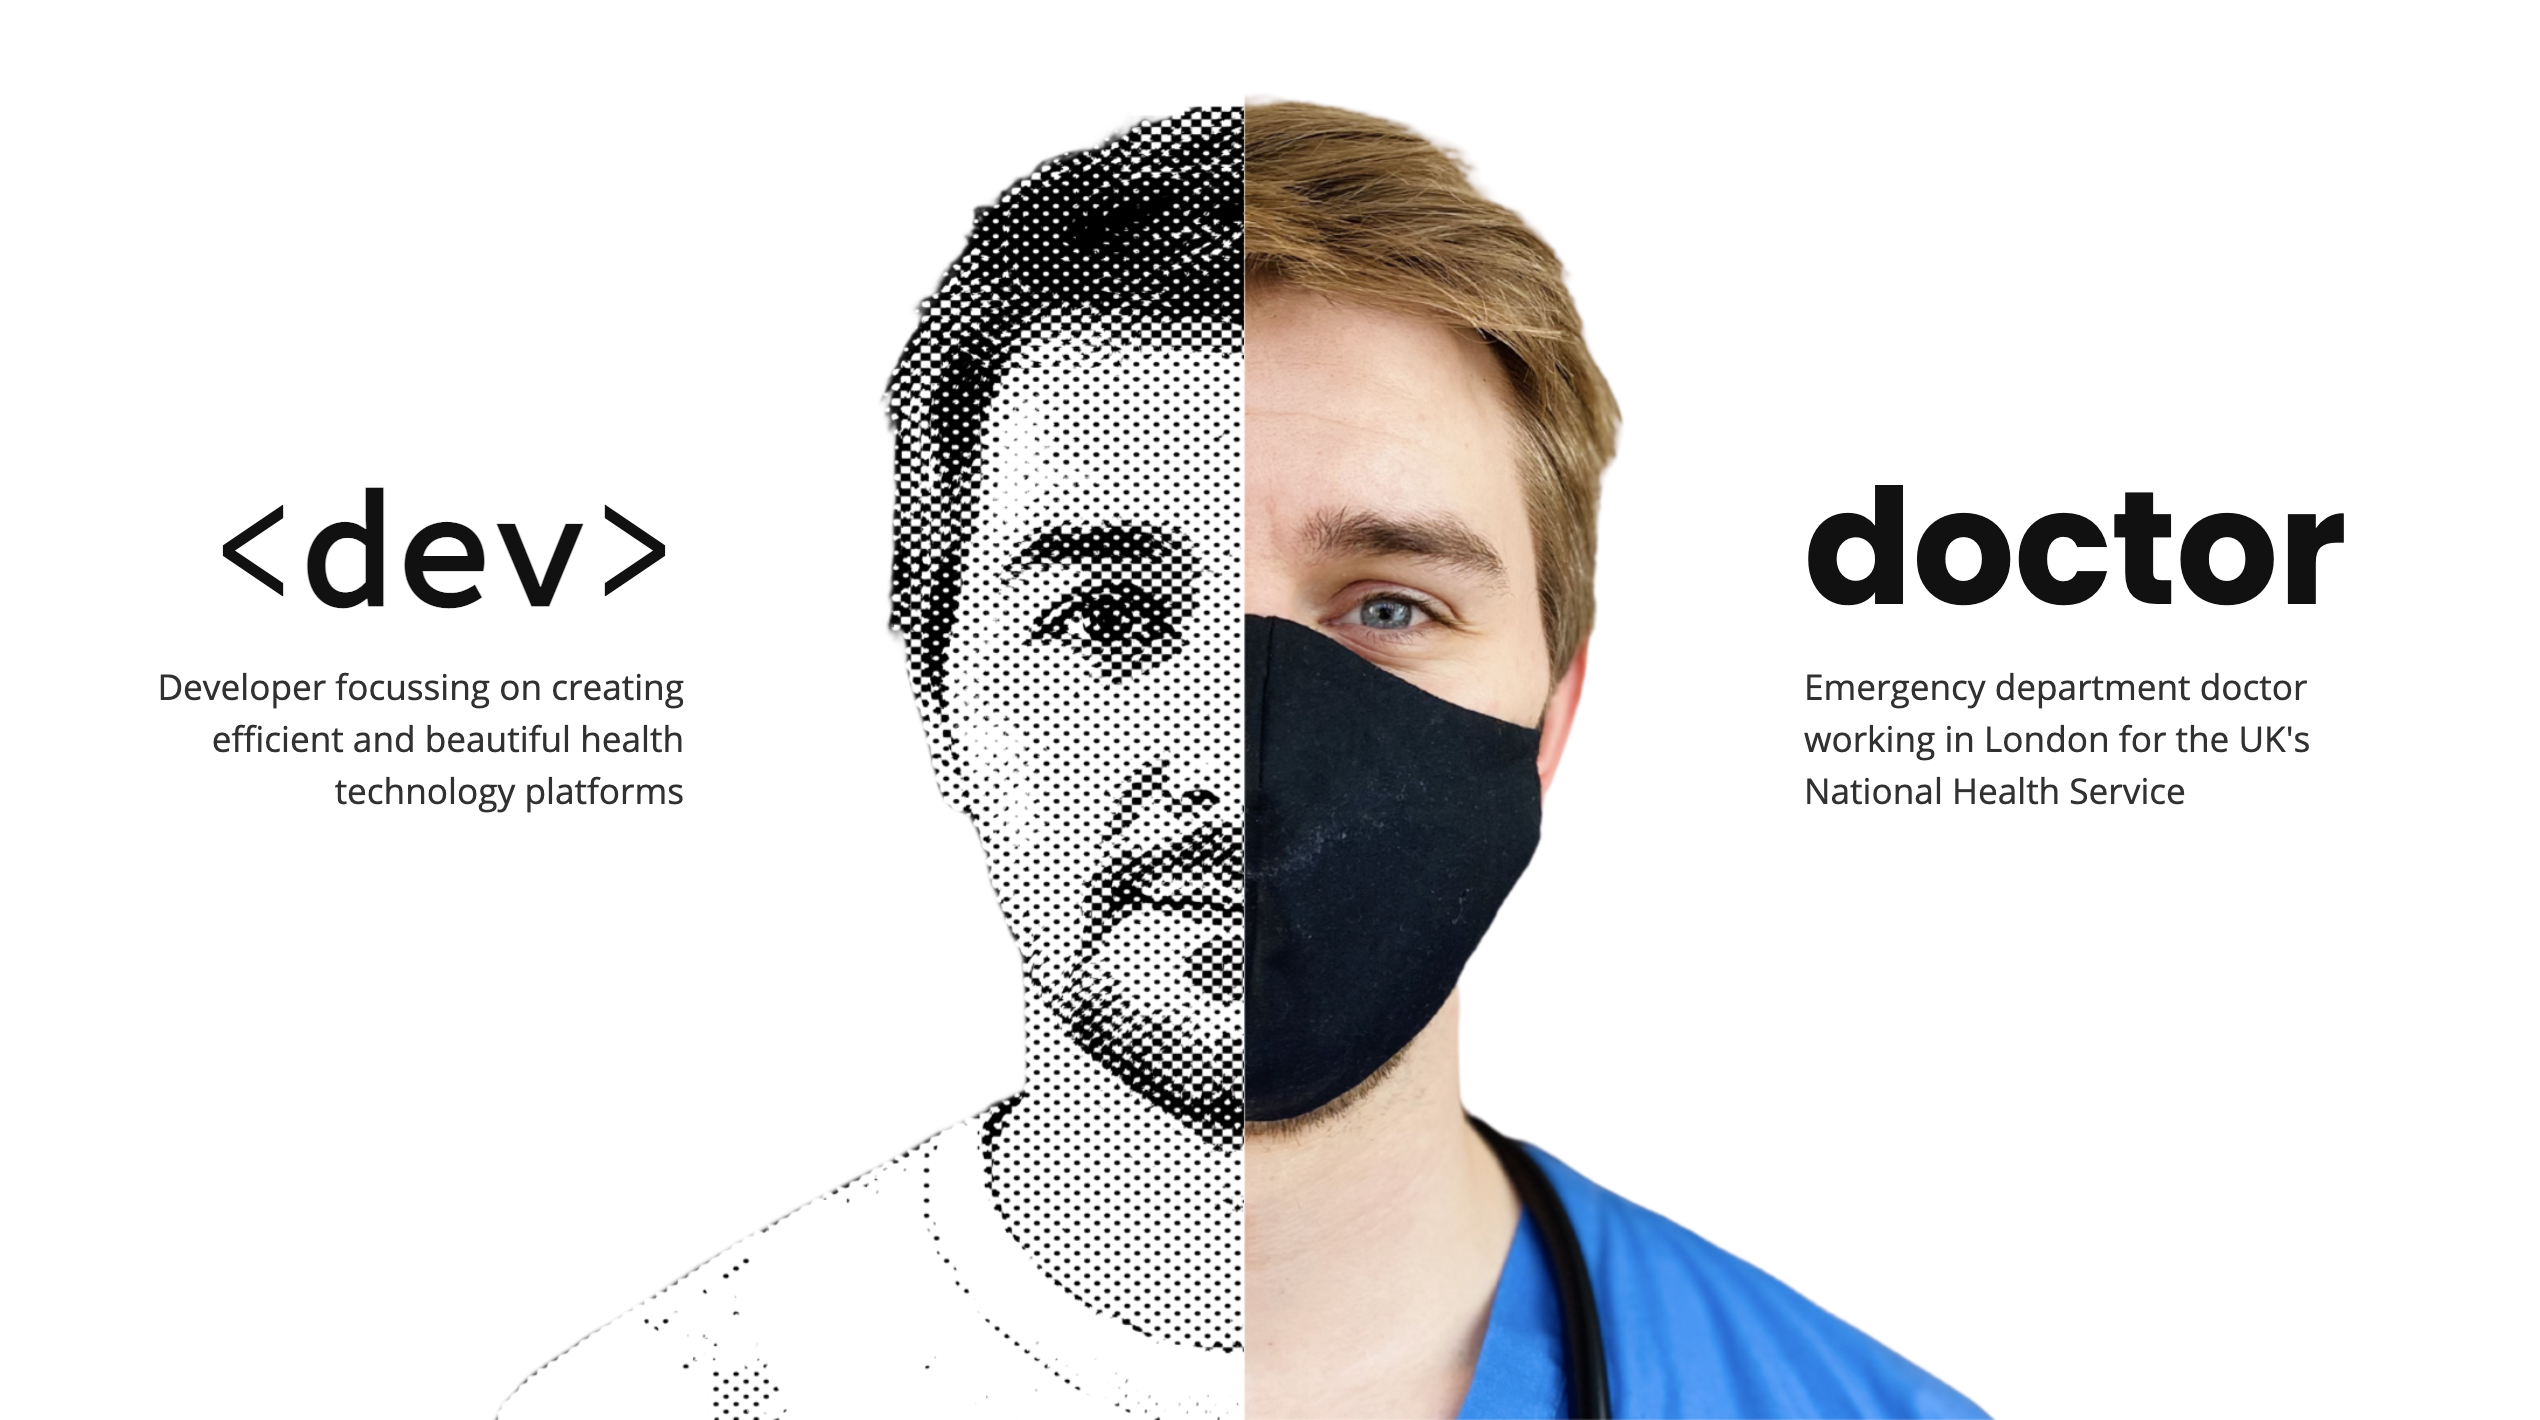 <dev>
Developer focussing on creating
efficient and beautiful health
technology platforms
doctor
Emergency department doctor
working in London for the UK's
National Health Service